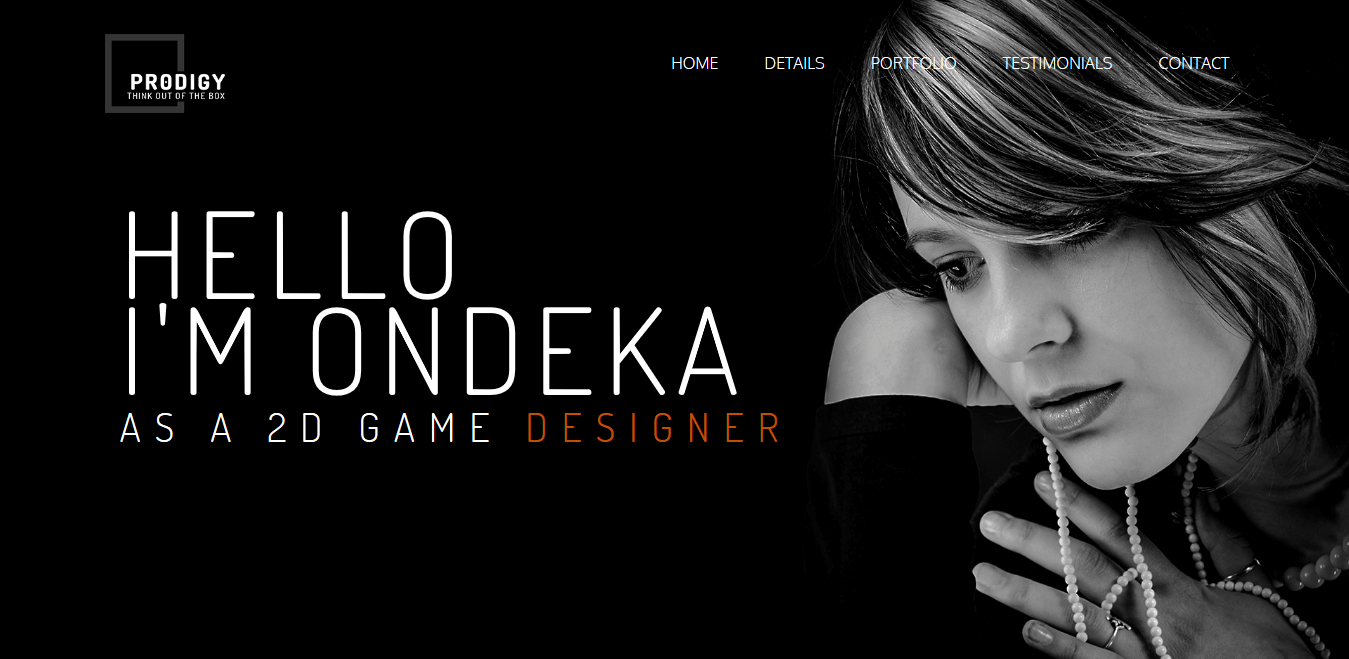 PRODIGY
THINK OUT OF THE BOX
HOME DETAILS PORTFOLIO TESTIMONIALS CONTACT
HELLO
I'M ONDEKA
AS A 2D GAME DESIGNER